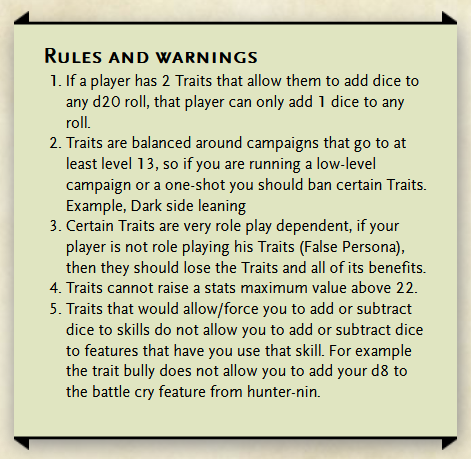 Rules and warnings
1. If a player has 2 Traits that allow them to add dice to
any d20 roll, that player can only add 1 dice to any
roll.
2. Traits are balanced around campaigns that go to at
least level 13, so if you are running a low-level
campaign or a one-shot you should ban certain Traits.
Example, Dark side leaning
3. Certain Traits are very role play dependent, if your
player is not role playing his Traits (False Persona),
then they should lose the Traits and all of its benefits.
4. Traits cannot raise a stats maximum value above 22.
5. Traits that would allow/force you to add or subtract
dice to skills do not allow you to add or subtract dice
to features that have you use that skill. For example
the trait bully does not allow you to add your d8 to
the battle cry feature from hunter-nin.